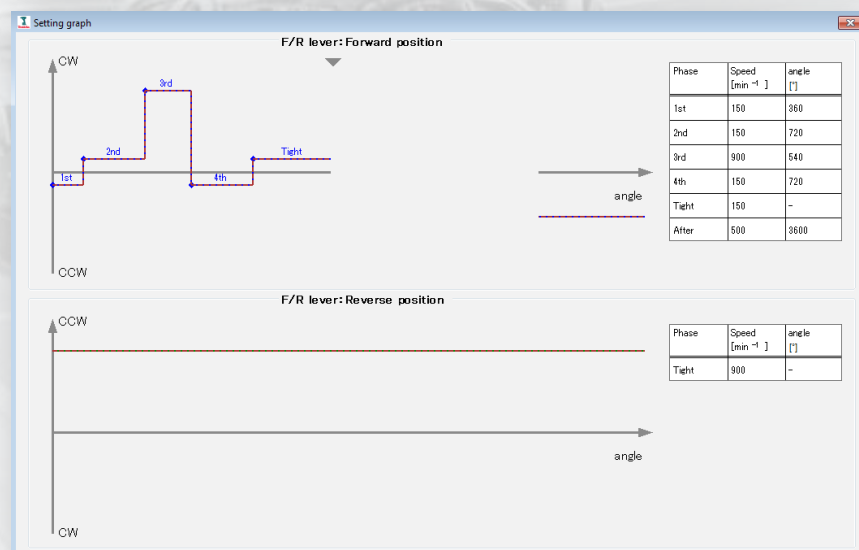 Setting graph
F/R lever:Forward position
CW
3rd
2nd
Tight
1st
4th
angle
CCW
Phase Speed [min ⁻¹ ] angle [°]
1st 150 360
2nd 150 720
3rd 900 540
4th 150 720
Tight 150 -
After 500 3600
F/R lever:Reverse position
CCW
angle
CW
Phase Speed [min ⁻¹ ] angle [°]
Tight 900 -